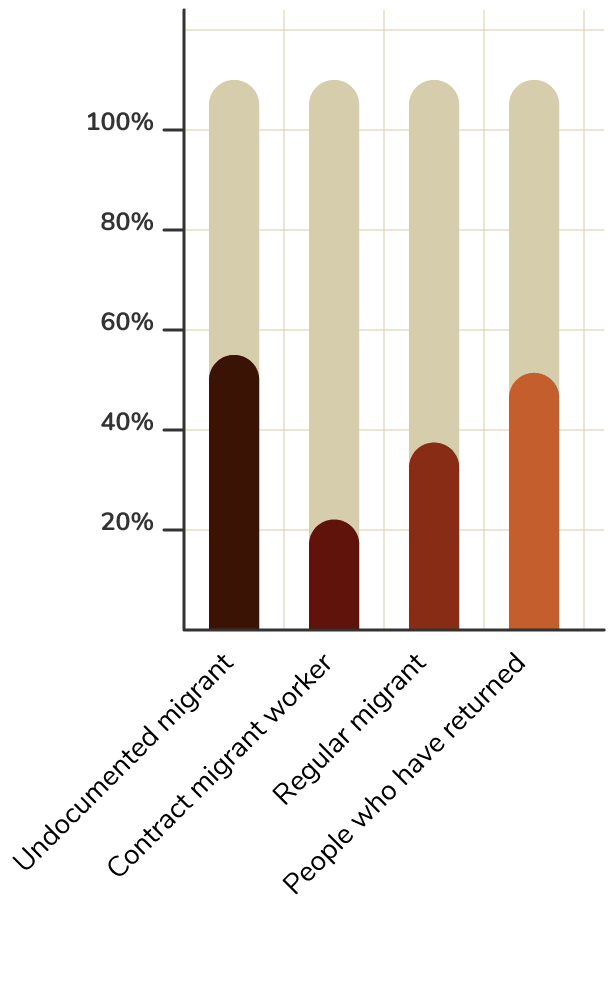 100%
80%
60%
40%
20%
Undocumented migrant
Contract migrant worker
Regular migrant
People who have returned